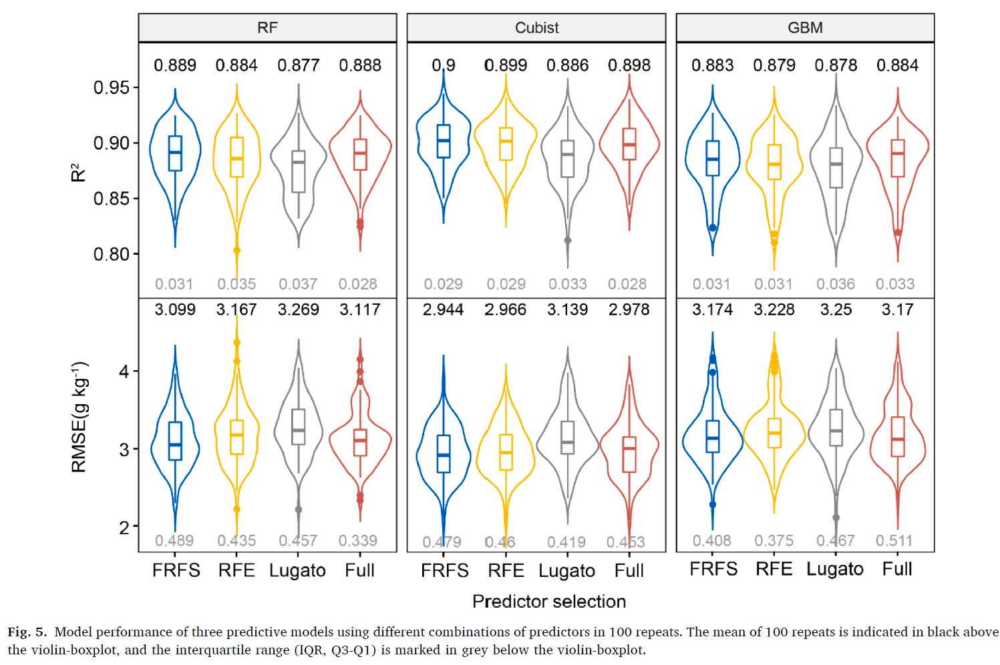 RF Cubist GBM
0.889 0.884 0.877 0.888 0.9 0.899 0.886 0.898 0.883 0.879 0.878 0.884
0.95
0.90
R²
0.85
0.80
0.031 0.035 0.037 0.028 0.029 0.029 0.033 0.028 0.031 0.031 0.036 0.033
3.099 3.167 3.269 3.117 2.944 2.966 3.139 2.978 3.174 3.228 3.25 3.17
4
RMSE(g kg⁻¹)
3
2
0.489 0.435 0.457 0.339 0.479 0.46 0.419 0.453 0.408 0.375 0.467 0.511
FRFS RFE Lugato Full FRFS RFE Lugato Full FRFS RFE Lugato Full
Predictor selection
Fig. 5. Model performance of three predictive models using different combinations of predictors in 100 repeats. The mean of 100 repeats is indicated in black above
the violin-boxplot, and the interquartile range (IQR, Q3-Q1) is marked in grey below the violin-boxplot.